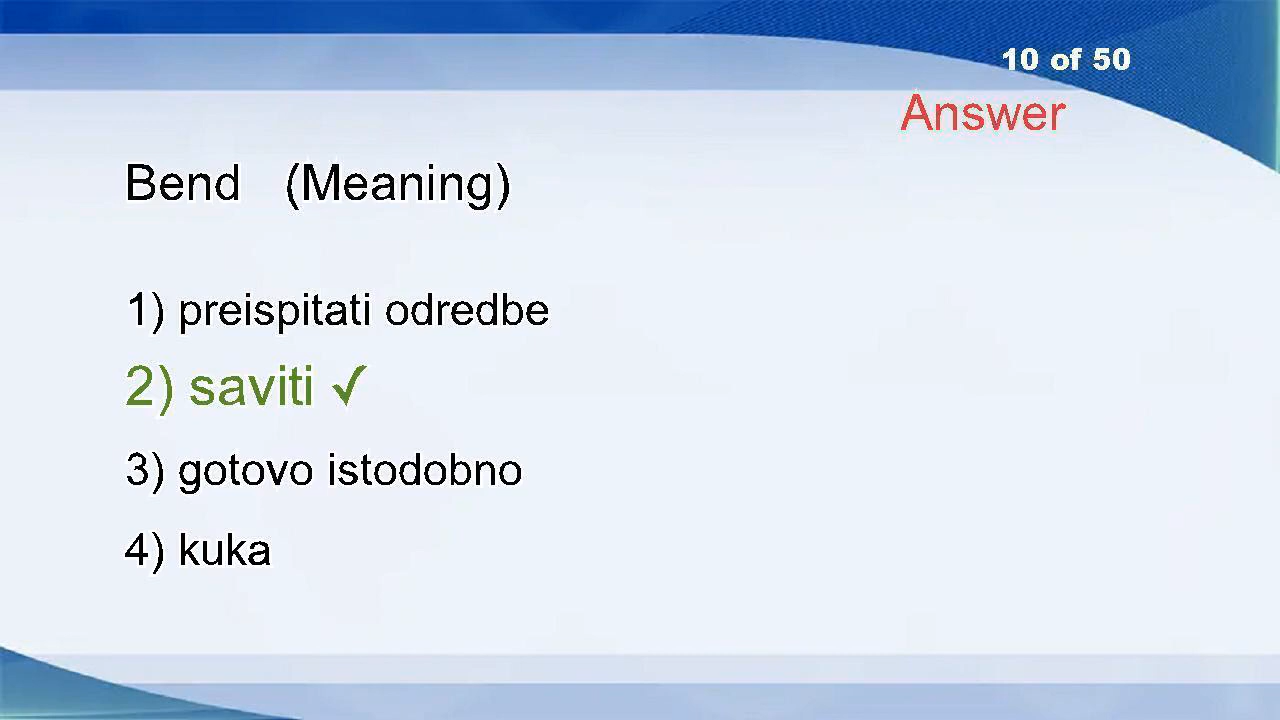 10 of 50
Answer
Bend (Meaning)
1) preispitati odredbe
2) saviti ✓
3) gotovo istodobno
4) kuka